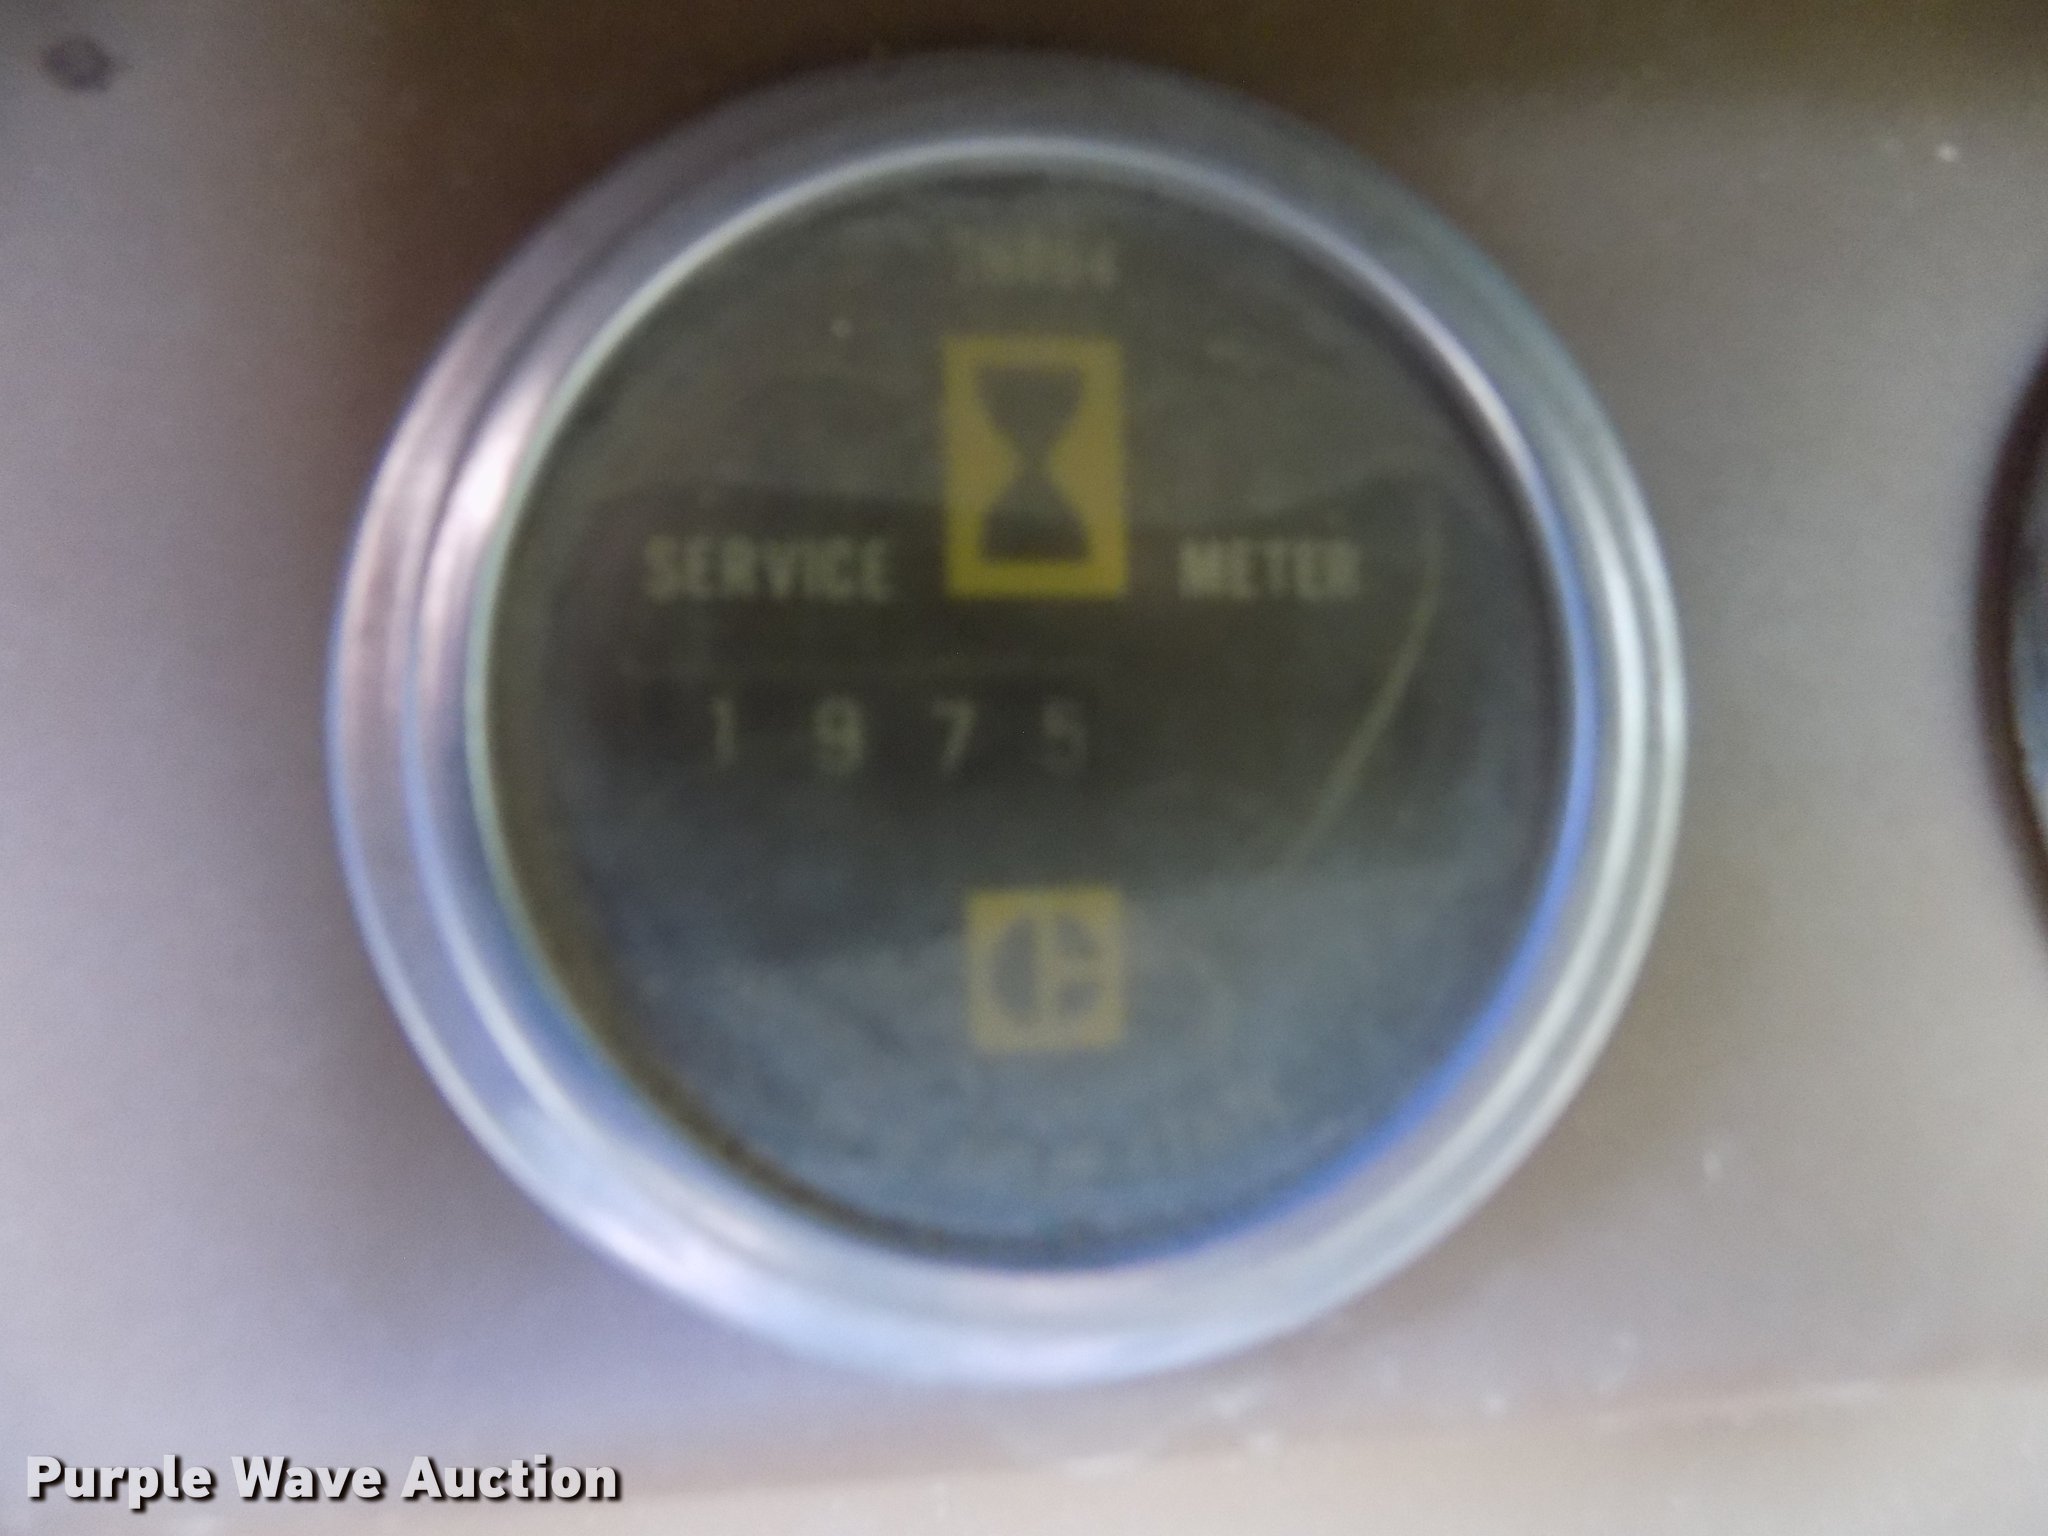 SERVICE METER
1975
Purple Wave Auction